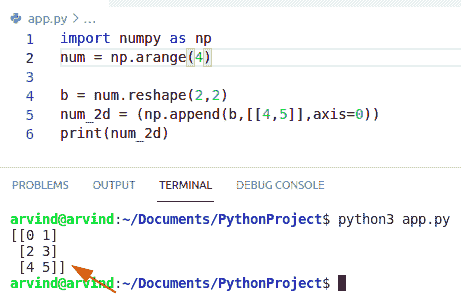 app.py > ...
1 import numpy as np
2 num = np.arange(4)
3
4 b = num.reshape(2,2)
5 num_2d = (np.append(b,[[4,5]],axis=0))
6 print(num_2d)
PROBLEMS OUTPUT TERMINAL DEBUG CONSOLE
arvind@arvind:~/Documents/PythonProject$ python3 app.py
[[0 1]
[2 3]
[4 5]]
arvind@arvind:~/Documents/PythonProject$